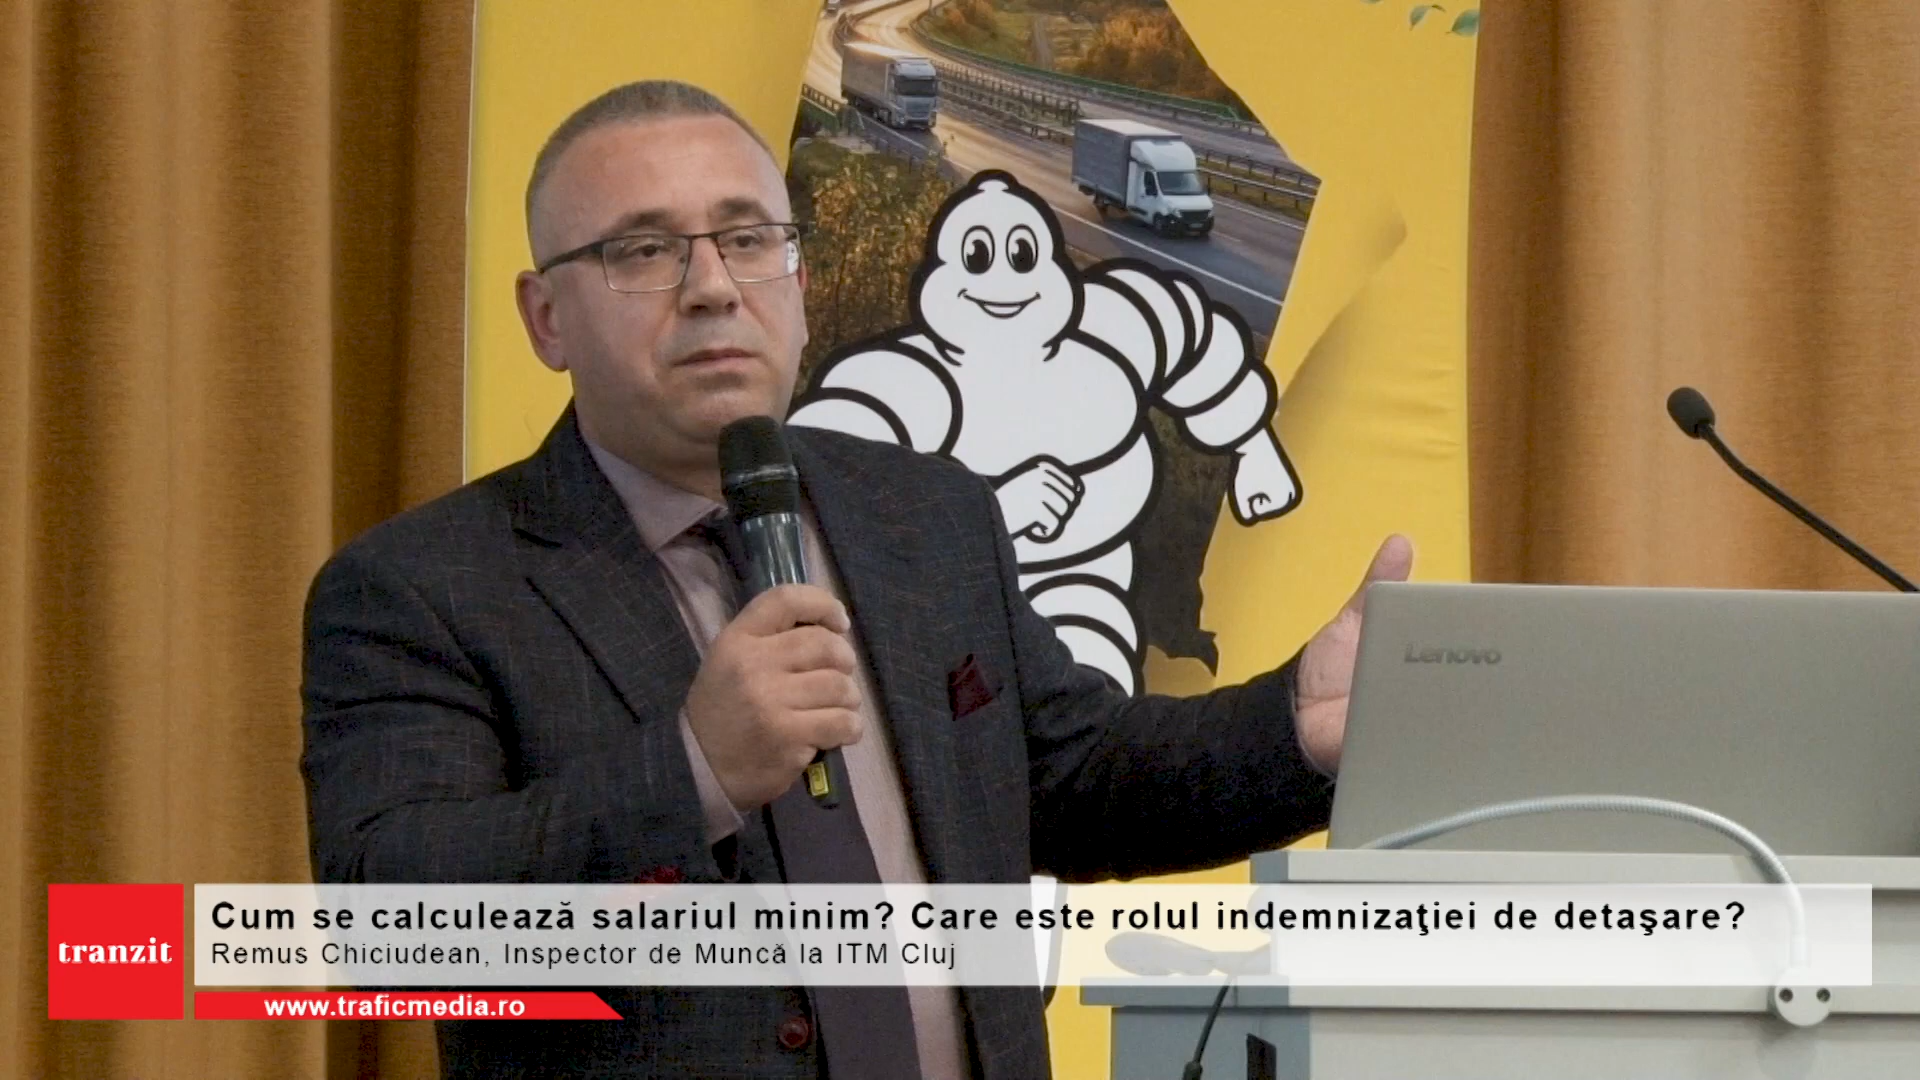 Lenovo
Cum se calculează salariul minim? Care este rolul indemnizaţiei de detaşare?
Remus Chiciudean, Inspector de Muncă la ITM Cluj
tranzit
www.traficmedia.ro